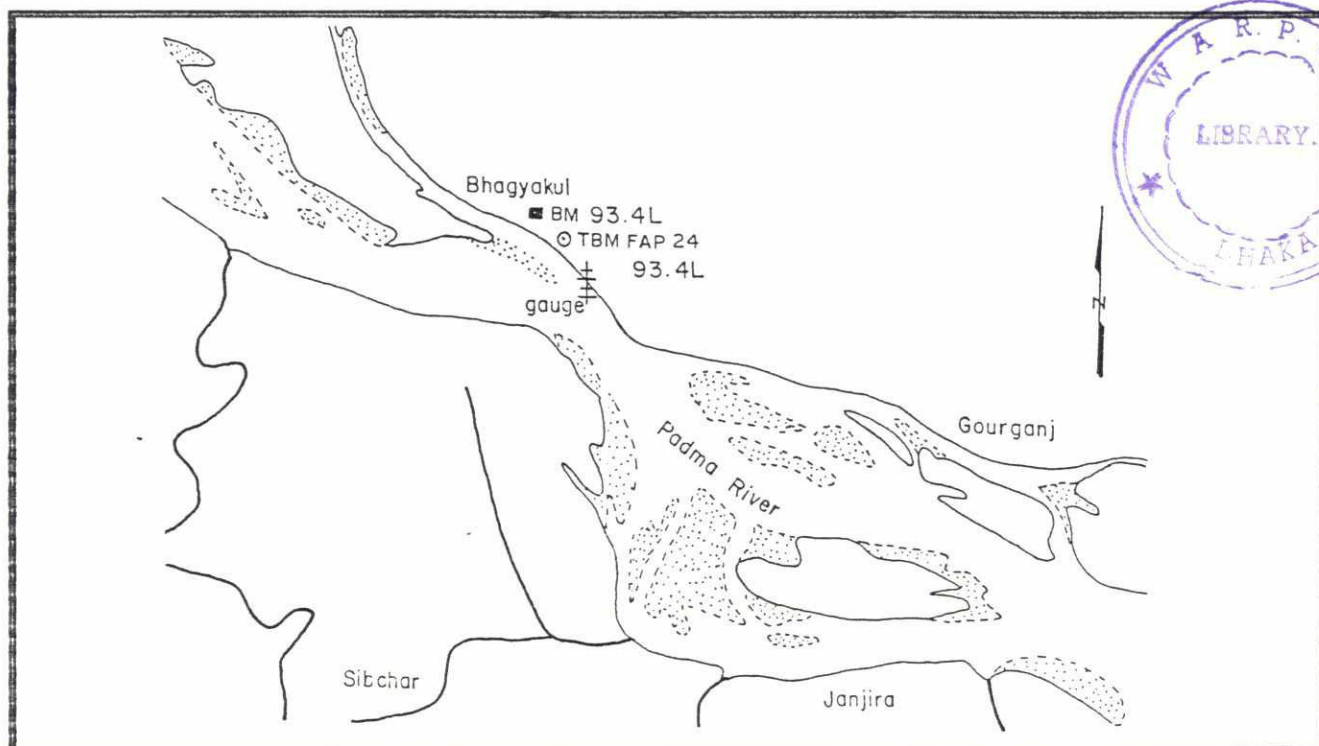 W A R. P.
LIBRARY.
DHAKA
Bhagyakul
BM 93.4L
TBM FAP 24
93.4L
gauge
N
Gourganj
Padma River
Sibchar
Janjira